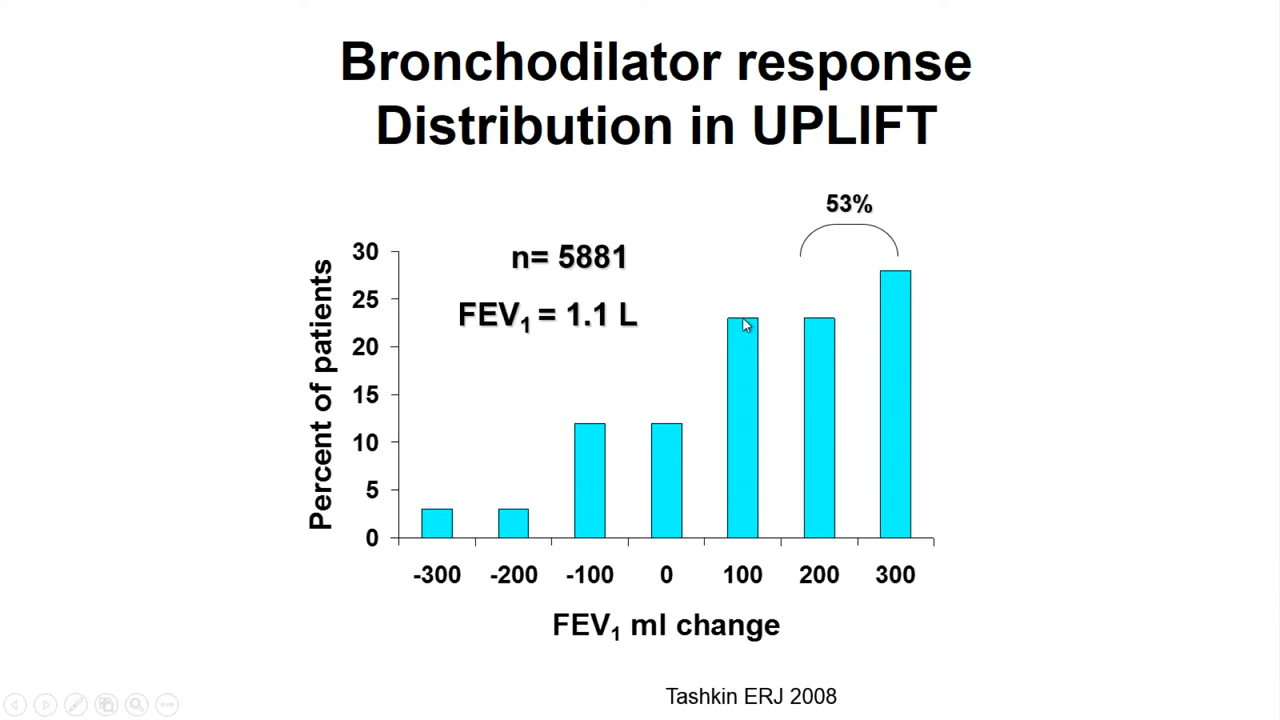 Bronchodilator response
Distribution in UPLIFT
53%
n= 5881
FEV₁ = 1.1 L
Percent of patients
30
25
20
15
10
5
0
-300 -200 -100 0 100 200 300
FEV₁ ml change
Tashkin ERJ 2008